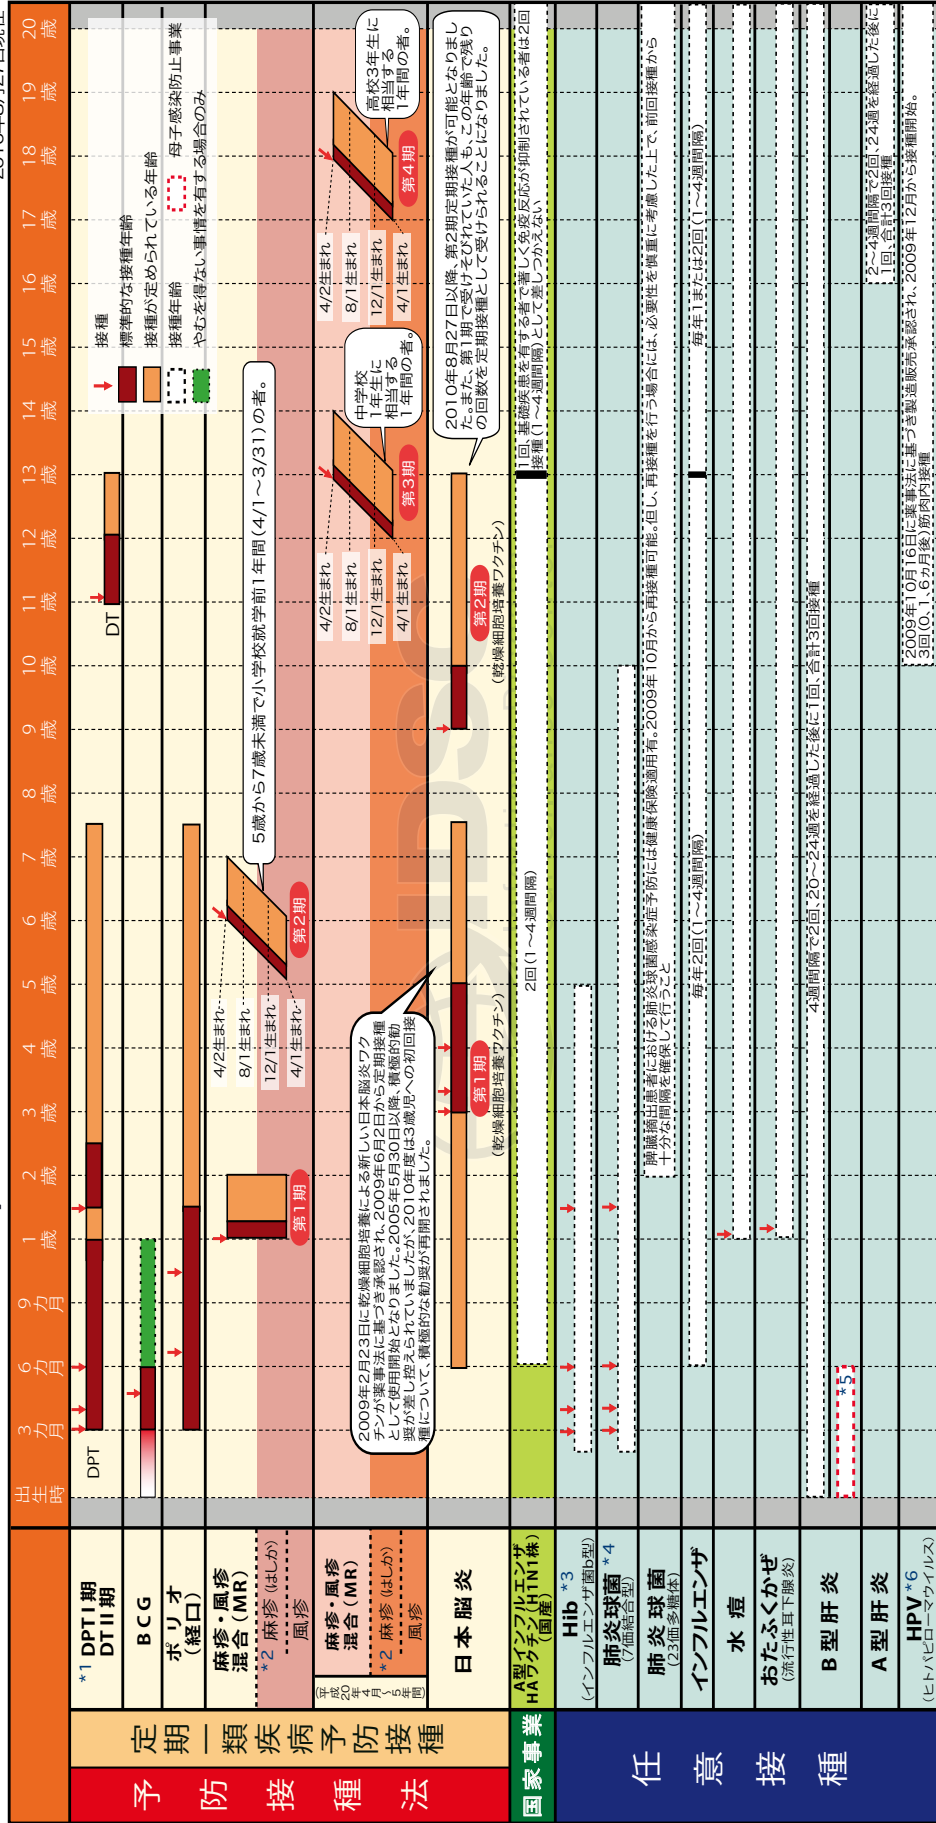 出生時
3カ月
6カ月
9カ月
1歳
2歳
3歳
4歳
5歳
6歳
7歳
8歳
9歳
10歳
11歳
12歳
13歳
14歳
15歳
16歳
17歳
18歳
19歳
20歳
接種
標準的な接種年齢
接種が定められている年齢
接種年齢
母子感染防止事業
やむを得ない事情を有する場合のみ
予防接種法
定期一類疾病予防接種
*1 DPT I期
DT II期
DPT
DT
BCG
ポリオ
(経口)
麻疹・風疹
混合(MR)
*2 麻疹(はしか)
風疹
第1期
4/2生まれ
8/1生まれ
12/1生まれ
4/1生まれ
第2期
5歳から7歳未満で小学校就学前1年間(4/1～3/31)の者。
(平成20年4月～5年間)
麻疹・風疹
混合(MR)
*2 麻疹(はしか)
風疹
4/2生まれ
8/1生まれ
12/1生まれ
4/1生まれ
第3期
中学校
1年生に
相当する
1年間の者。
4/2生まれ
8/1生まれ
12/1生まれ
4/1生まれ
第4期
高校3年生に
相当する
1年間の者。
日本脳炎
2009年2月23日に乾燥細胞培養による新しい日本脳炎ワク
チンが薬事法に基づき承認され、2009年6月2日から定期接種
として使用開始となりました。2005年5月30日以降、積極的勧
奨が差し控えられていましたが、2010年度は3歳児への初回接
種について、積極的な勧奨が再開されました。
第1期
(乾燥細胞培養ワクチン)
第2期
(乾燥細胞培養ワクチン)
2010年8月27日以降、第2期定期接種が可能となりまし
た。また、第1期で受けそびれていた人も、この年齢で残り
の回数を定期接種として受けられることになりました。
IDSC
国家事業
A型インフルエンザ
HAワクチン(H1N1株)
(国産)
2回(1～4週間隔)
1回、基礎疾患を有する者で著しく免疫反応が抑制されている者は2回
接種(1～4週間隔)として差しつかえない
任意接種
Hib *3
(インフルエンザ菌b型)
肺炎球菌 *4
(7価結合型)
肺炎球菌
(23価多糖体)
脾臓摘出患者における肺炎球菌感染症予防には健康保険適用有。2009年10月から再接種可能。但し、再接種を行う場合には、必要性を慎重に考慮した上で、前回接種から
十分な間隔を確保して行うこと
インフルエンザ
毎年2回(1～4週間隔)
毎年1または2回(1～4週間隔)
水痘
おたふくかぜ
(流行性耳下腺炎)
B型肝炎
4週間隔で2回、20～24週を経過した後に1回、合計3回接種
*5
A型肝炎
2～4週間隔で2回、24週を経過した後に
1回、合計3回接種
HPV *6
(ヒトパピローマウイルス)
2009年10月16日に薬事法に基づき製造販売承認され、2009年12月から接種開始。
3回(0、1、6カ月後)筋肉内接種